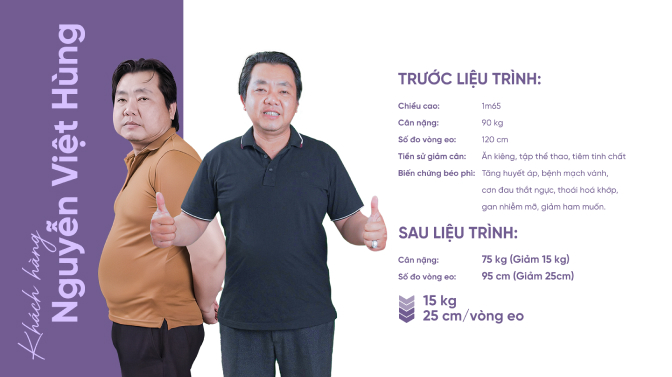 Khách hàng
Nguyễn Việt Hùng
TRƯỚC LIỆU TRÌNH:
Chiều cao: 1m65
Cân nặng: 90 kg
Số đo vòng eo: 120 cm
Tiền sử giảm cân: Ăn kiêng, tập thể thao, tiêm tinh chất
Biến chứng béo phì: Tăng huyết áp, bệnh mạch vành,
cơn đau thắt ngực, thoái hoá khớp,
gan nhiễm mỡ, giảm ham muốn.
SAU LIỆU TRÌNH:
Cân nặng: 75 kg (Giảm 15 kg)
Số đo vòng eo: 95 cm (Giảm 25cm)
15 kg
25 cm/vòng eo